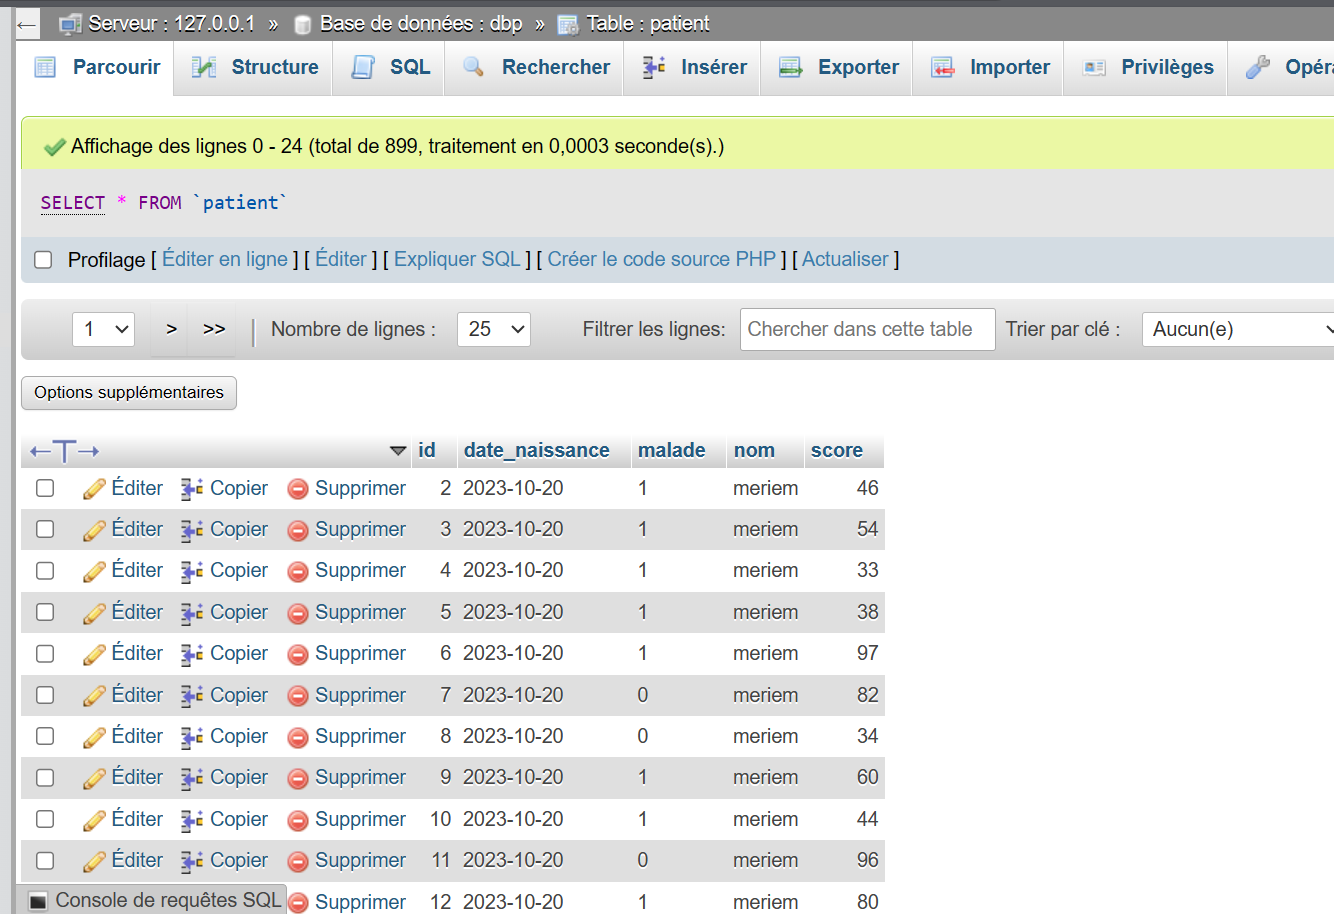 Serveur : 127.0.0.1 » Base de données : dbp » Table : patient
Parcourir Structure SQL Rechercher Insérer Exporter Importer Privilèges Opéra
Affichage des lignes 0 - 24 (total de 899, traitement en 0,0003 seconde(s).)
SELECT * FROM `patient`
Profilage [ Éditer en ligne ] [ Éditer ] [ Expliquer SQL ] [ Créer le code source PHP ] [ Actualiser ]
1 > >> Nombre de lignes : 25 Filtrer les lignes: Chercher dans cette table Trier par clé : Aucun(e)
Options supplémentaires
id date_naissance malade nom score
Éditer Copier Supprimer 2 2023-10-20 1 meriem 46
Éditer Copier Supprimer 3 2023-10-20 1 meriem 54
Éditer Copier Supprimer 4 2023-10-20 1 meriem 33
Éditer Copier Supprimer 5 2023-10-20 1 meriem 38
Éditer Copier Supprimer 6 2023-10-20 1 meriem 97
Éditer Copier Supprimer 7 2023-10-20 0 meriem 82
Éditer Copier Supprimer 8 2023-10-20 0 meriem 34
Éditer Copier Supprimer 9 2023-10-20 1 meriem 60
Éditer Copier Supprimer 10 2023-10-20 1 meriem 44
Éditer Copier Supprimer 11 2023-10-20 0 meriem 96
Console de requêtes SQL Supprimer 12 2023-10-20 1 meriem 80